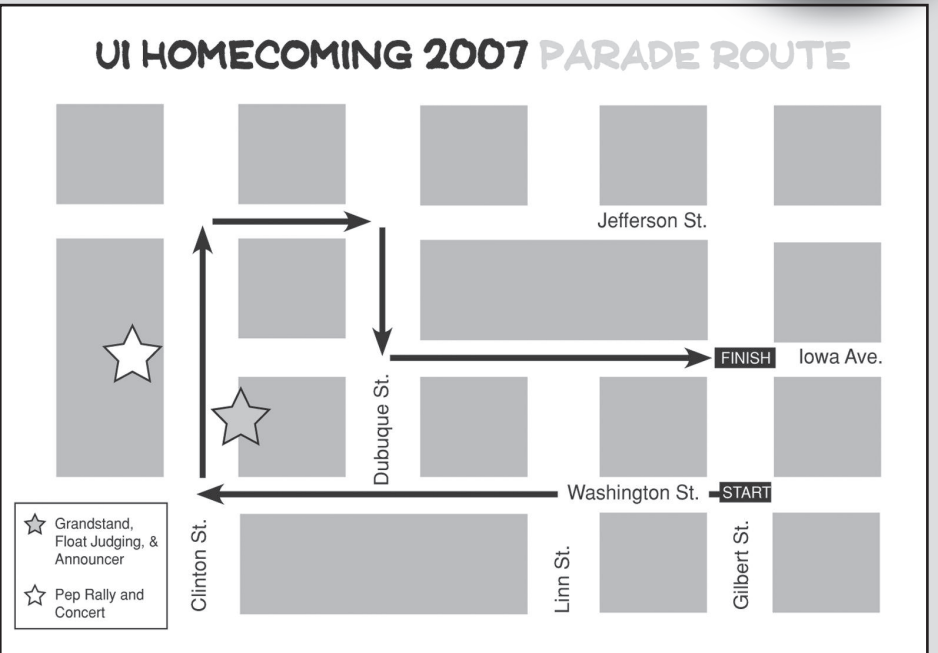 UI HOMECOMING 2007 PARADE ROUTE
Jefferson St.
FINISH
Iowa Ave.
Dubuque St.
Washington St.
START
Clinton St.
Linn St.
Gilbert St.
Grandstand,
Float Judging, &
Announcer
Pep Rally and
Concert